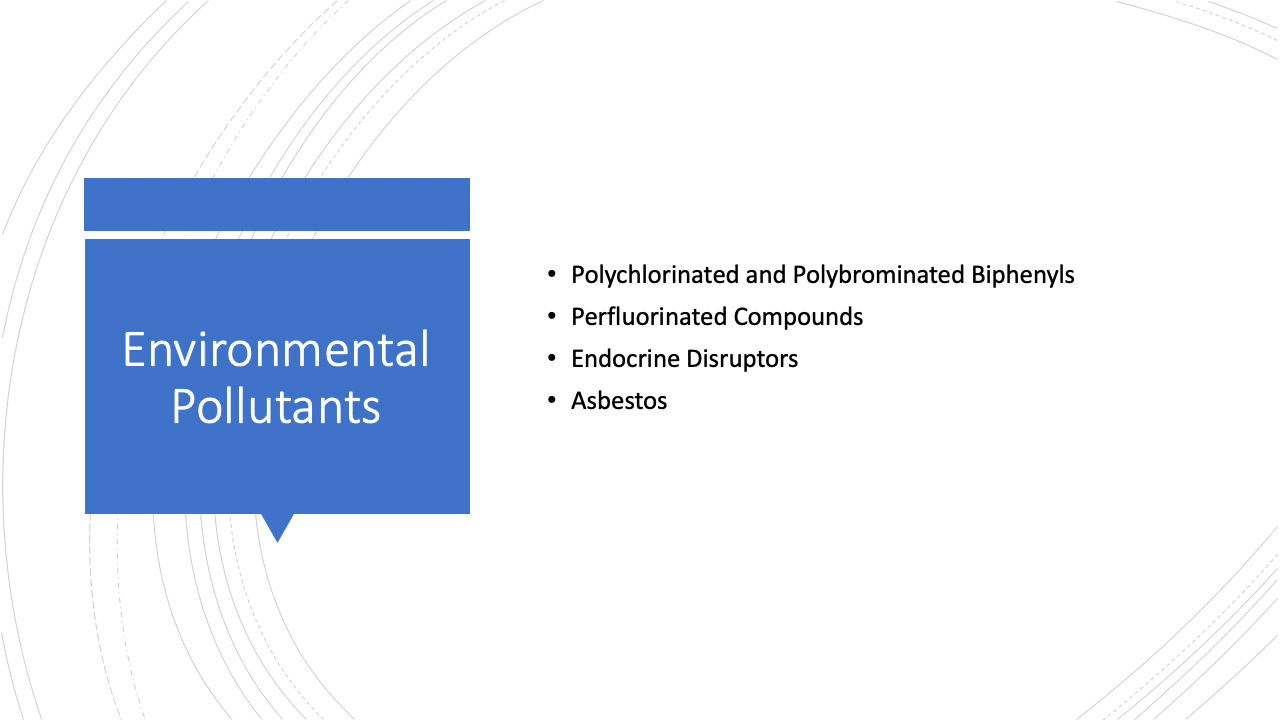 Environmental
Pollutants
• Polychlorinated and Polybrominated Biphenyls
• Perfluorinated Compounds
• Endocrine Disruptors
• Asbestos